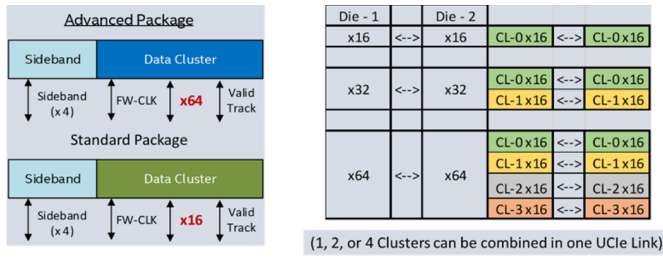 Advanced Package
Sideband Data Cluster
Sideband (x4) FW-CLK x64 Valid Track
Standard Package
Sideband Data Cluster
Sideband (x4) FW-CLK x16 Valid Track
Die - 1 Die - 2
x16 <--> x16 CL-0 x16 <--> CL-0 x16
x32 <--> x32 CL-0 x16 <--> CL-0 x16
CL-1 x16 <--> CL-1 x16
x64 <--> x64 CL-0 x16 <--> CL-0 x16
CL-1 x16 <--> CL-1 x16
CL-2 x16 <--> CL-2 x16
CL-3 x16 <--> CL-3 x16
(1, 2, or 4 Clusters can be combined in one UCIe Link)